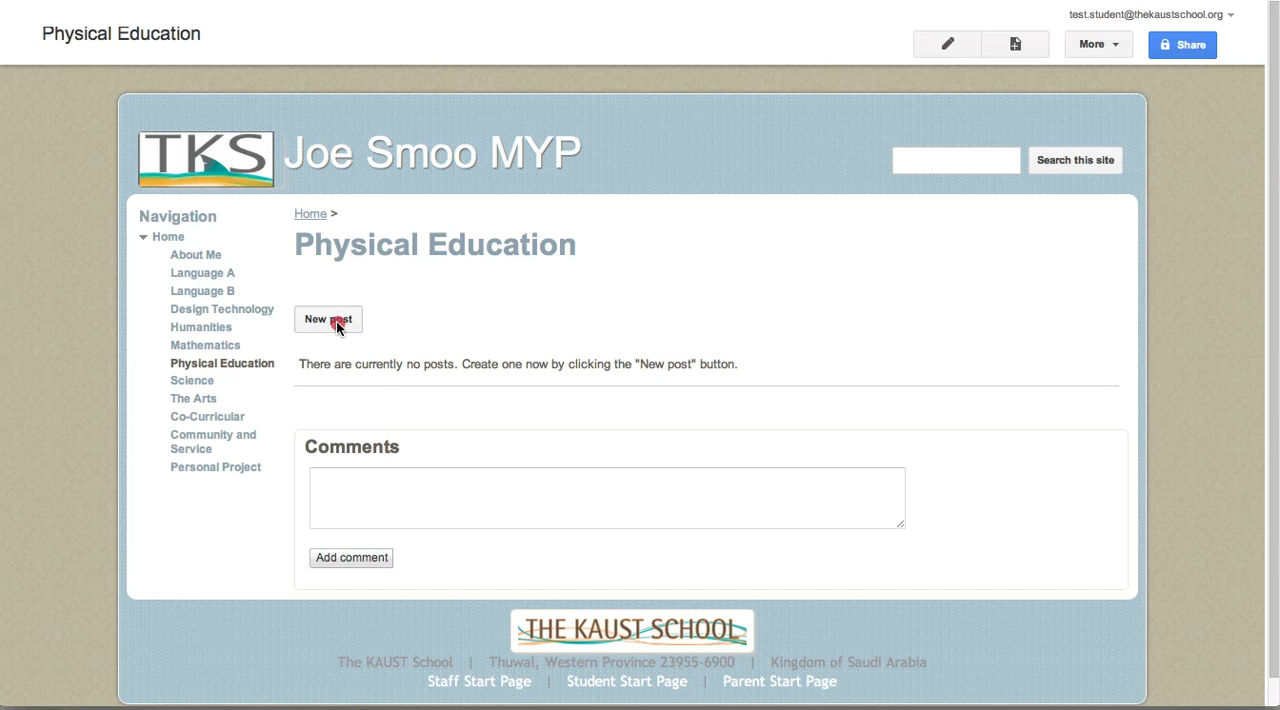 Physical Education
test.student@thekaustschool.org
More
Share
TKS
Joe Smoo MYP
Search this site
Navigation
Home
About Me
Language A
Language B
Design Technology
Humanities
Mathematics
Physical Education
Science
The Arts
Co-Curricular
Community and
Service
Personal Project
Home >
Physical Education
New post
There are currently no posts. Create one now by clicking the "New post" button.
Comments
Add comment
THE KAUST SCHOOL
The KAUST School | Thuwal, Western Province 23955-6900 | Kingdom of Saudi Arabia
Staff Start Page | Student Start Page | Parent Start Page